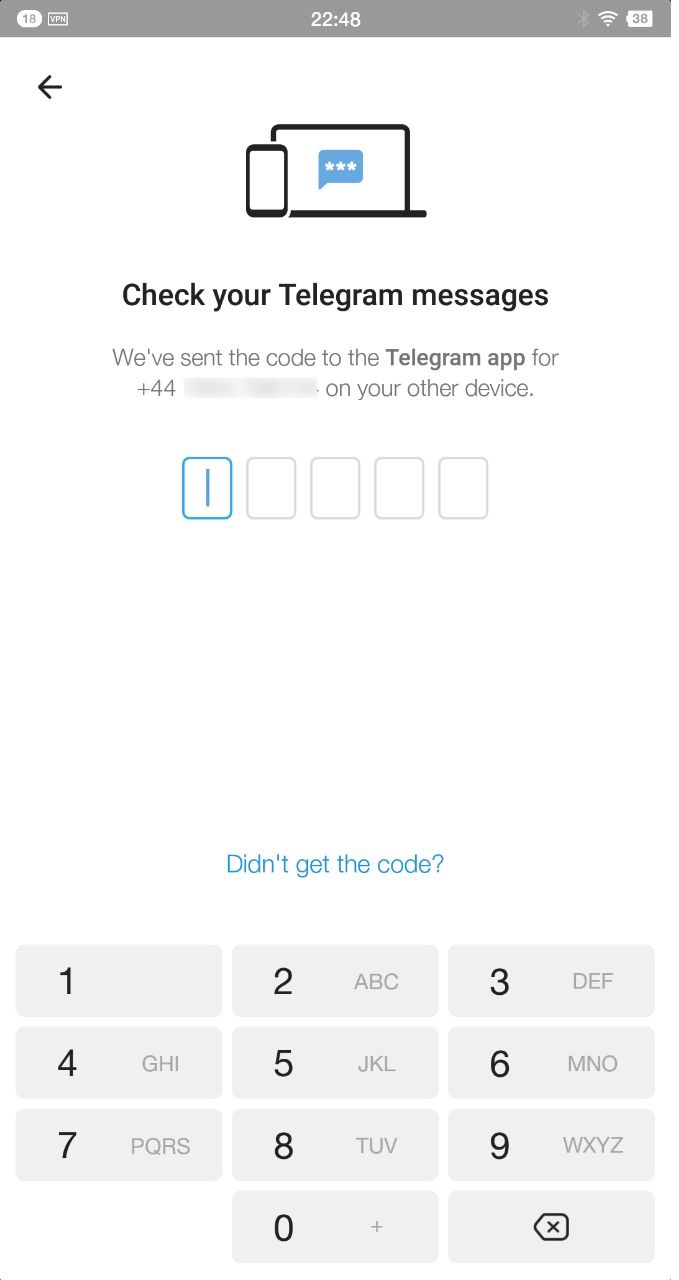 18 VPN 22:48 38
***
Check your Telegram messages
We've sent the code to the Telegram app for
+44 on your other device.
Didn't get the code?
1 2 ABC 3 DEF
4 GHI 5 JKL 6 MNO
7 PQRS 8 TUV 9 WXYZ
0 +